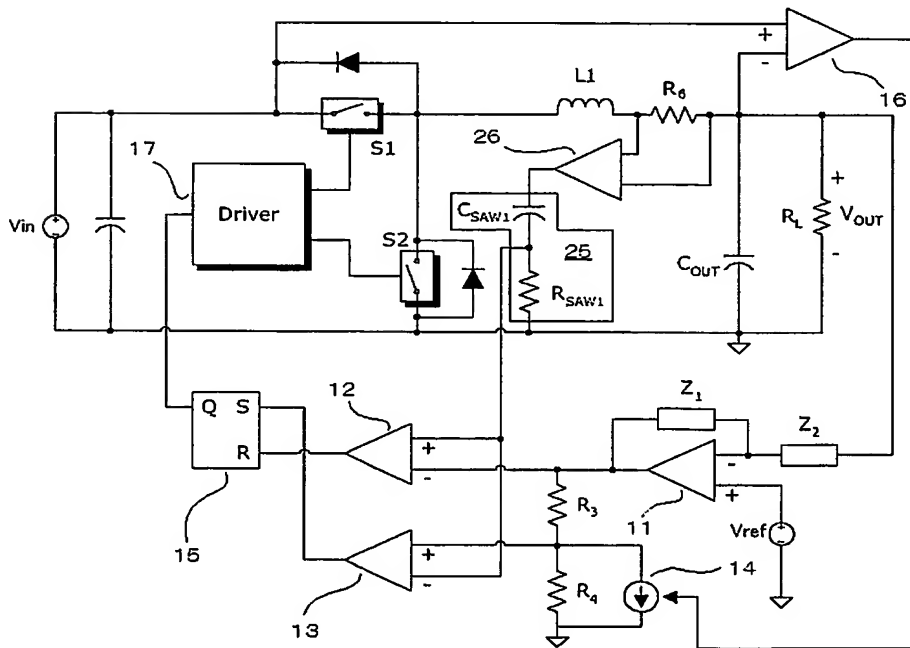 +
-
16
L1
R6
S1
26
17
Driver
Vin
+
-
CSAW1
25
RSAW1
S2
COUT
RL
+
VOUT
-
Q S
R
15
12
+
-
Z1
Z2
-
+
11
Vref
+
-
R3
13
+
-
R4
14